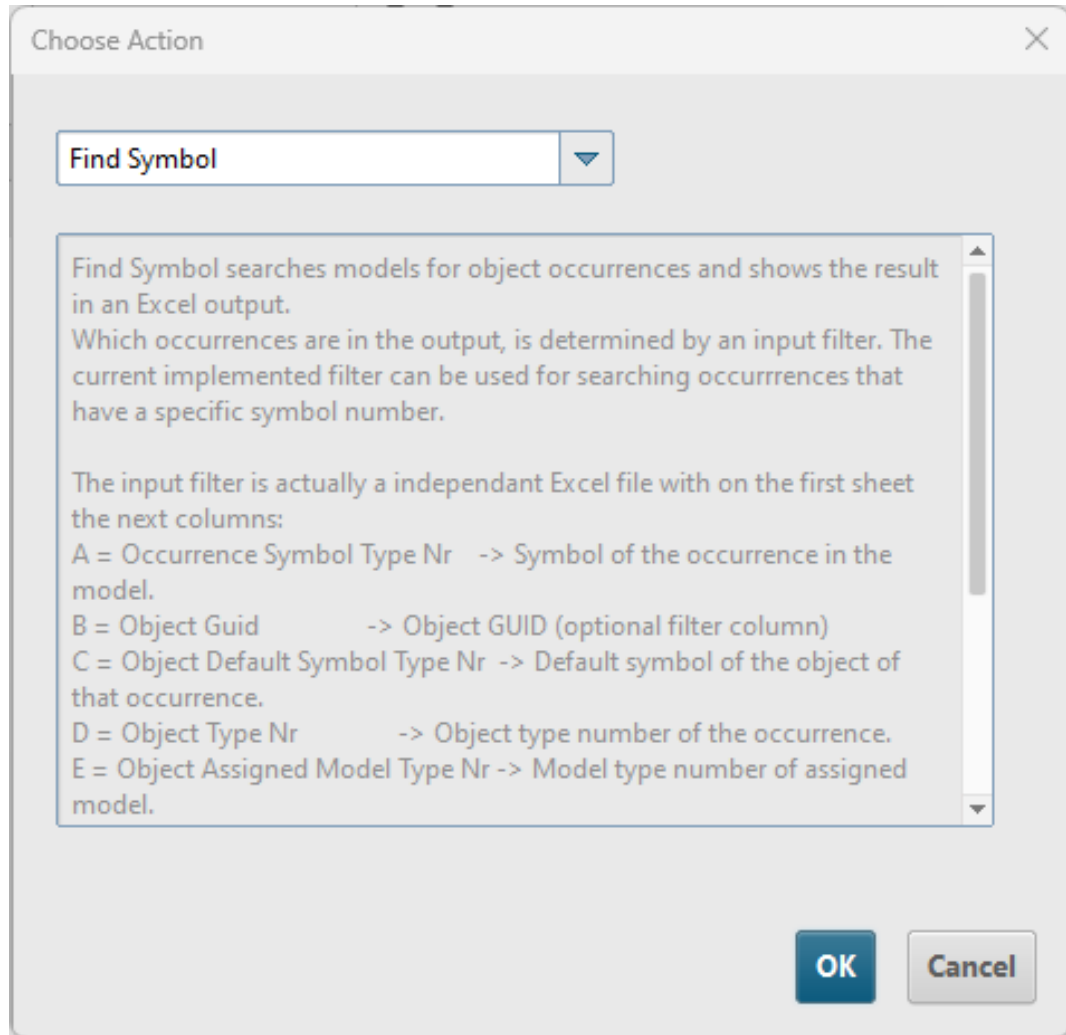 Choose Action
Find Symbol
Find Symbol searches models for object occurrences and shows the result
in an Excel output.
Which occurrences are in the output, is determined by an input filter. The
current implemented filter can be used for searching occurrrences that
have a specific symbol number.
The input filter is actually a independant Excel file with on the first sheet
the next columns:
A = Occurrence Symbol Type Nr -> Symbol of the occurrence in the
model.
B = Object Guid -> Object GUID (optional filter column)
C = Object Default Symbol Type Nr -> Default symbol of the object of
that occurrence.
D = Object Type Nr -> Object type number of the occurrence.
E = Object Assigned Model Type Nr -> Model type number of assigned
model.
OK
Cancel